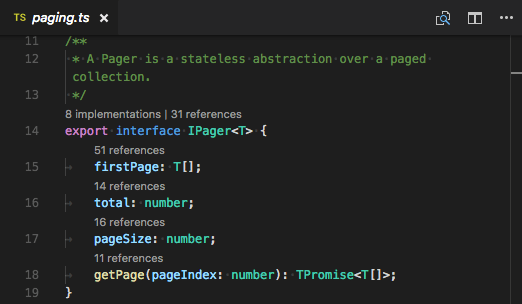 TS paging.ts ×
11 /**
12 * A Pager is a stateless abstraction over a paged
collection.
13 */
8 implementations | 31 references
14 export interface IPager<T> {
51 references
15 firstPage: T[];
14 references
16 total: number;
16 references
17 pageSize: number;
11 references
18 getPage(pageIndex: number): TPromise<T[]>;
19 }